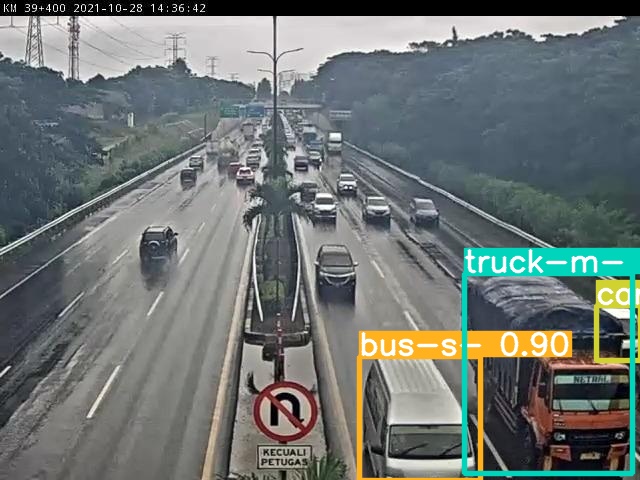 KM 39+400 2021-10-28 14:36:42
truck-m-
car
bus-s- 0.90
KECUALI
PETUGAS